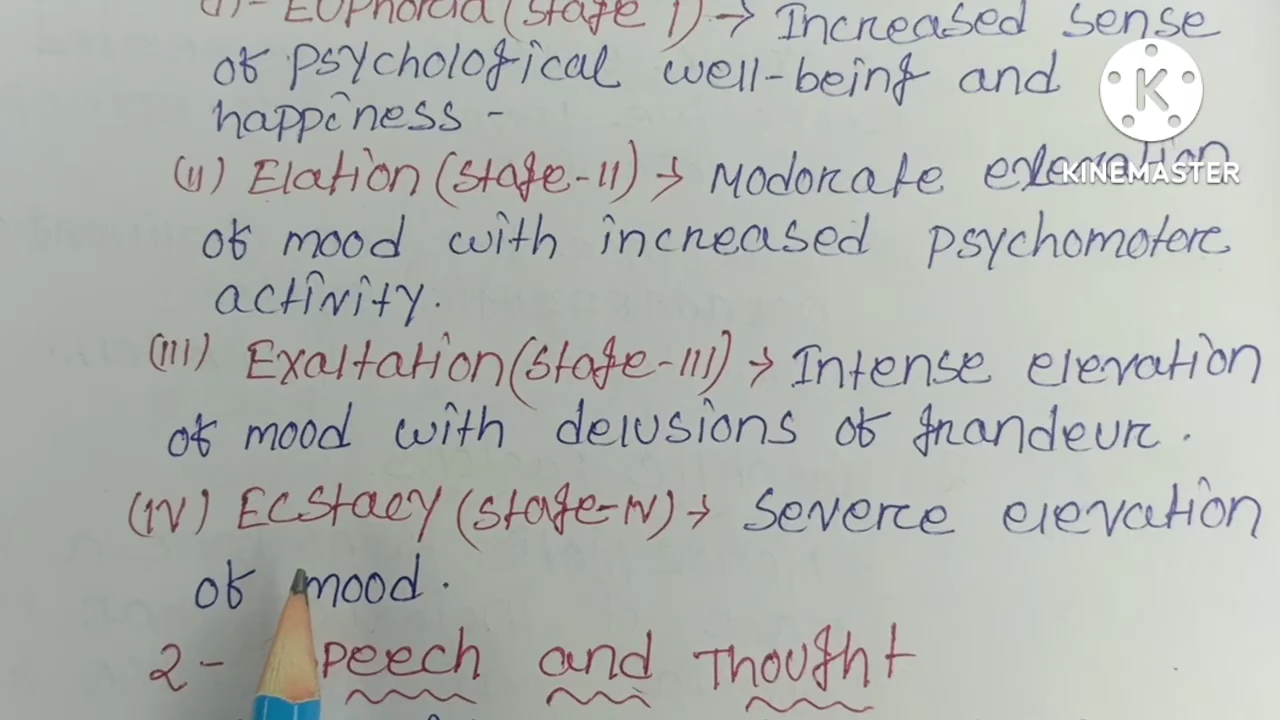 (i)- Euphoria (Stage I) → Increased sense
of psychological well-being and
happiness -
K
KINEMASTER
(ii) Elation (Stage-II) → Moderate elevation
of mood with increased psychomotere
activity.
(III) Exaltation (Stage-III) → Intense elevation
of mood with delusions of grandeur.
(IV) Ecstacy (Stage-IV) → Severe elevation
of mood.
2- Speech and Thought